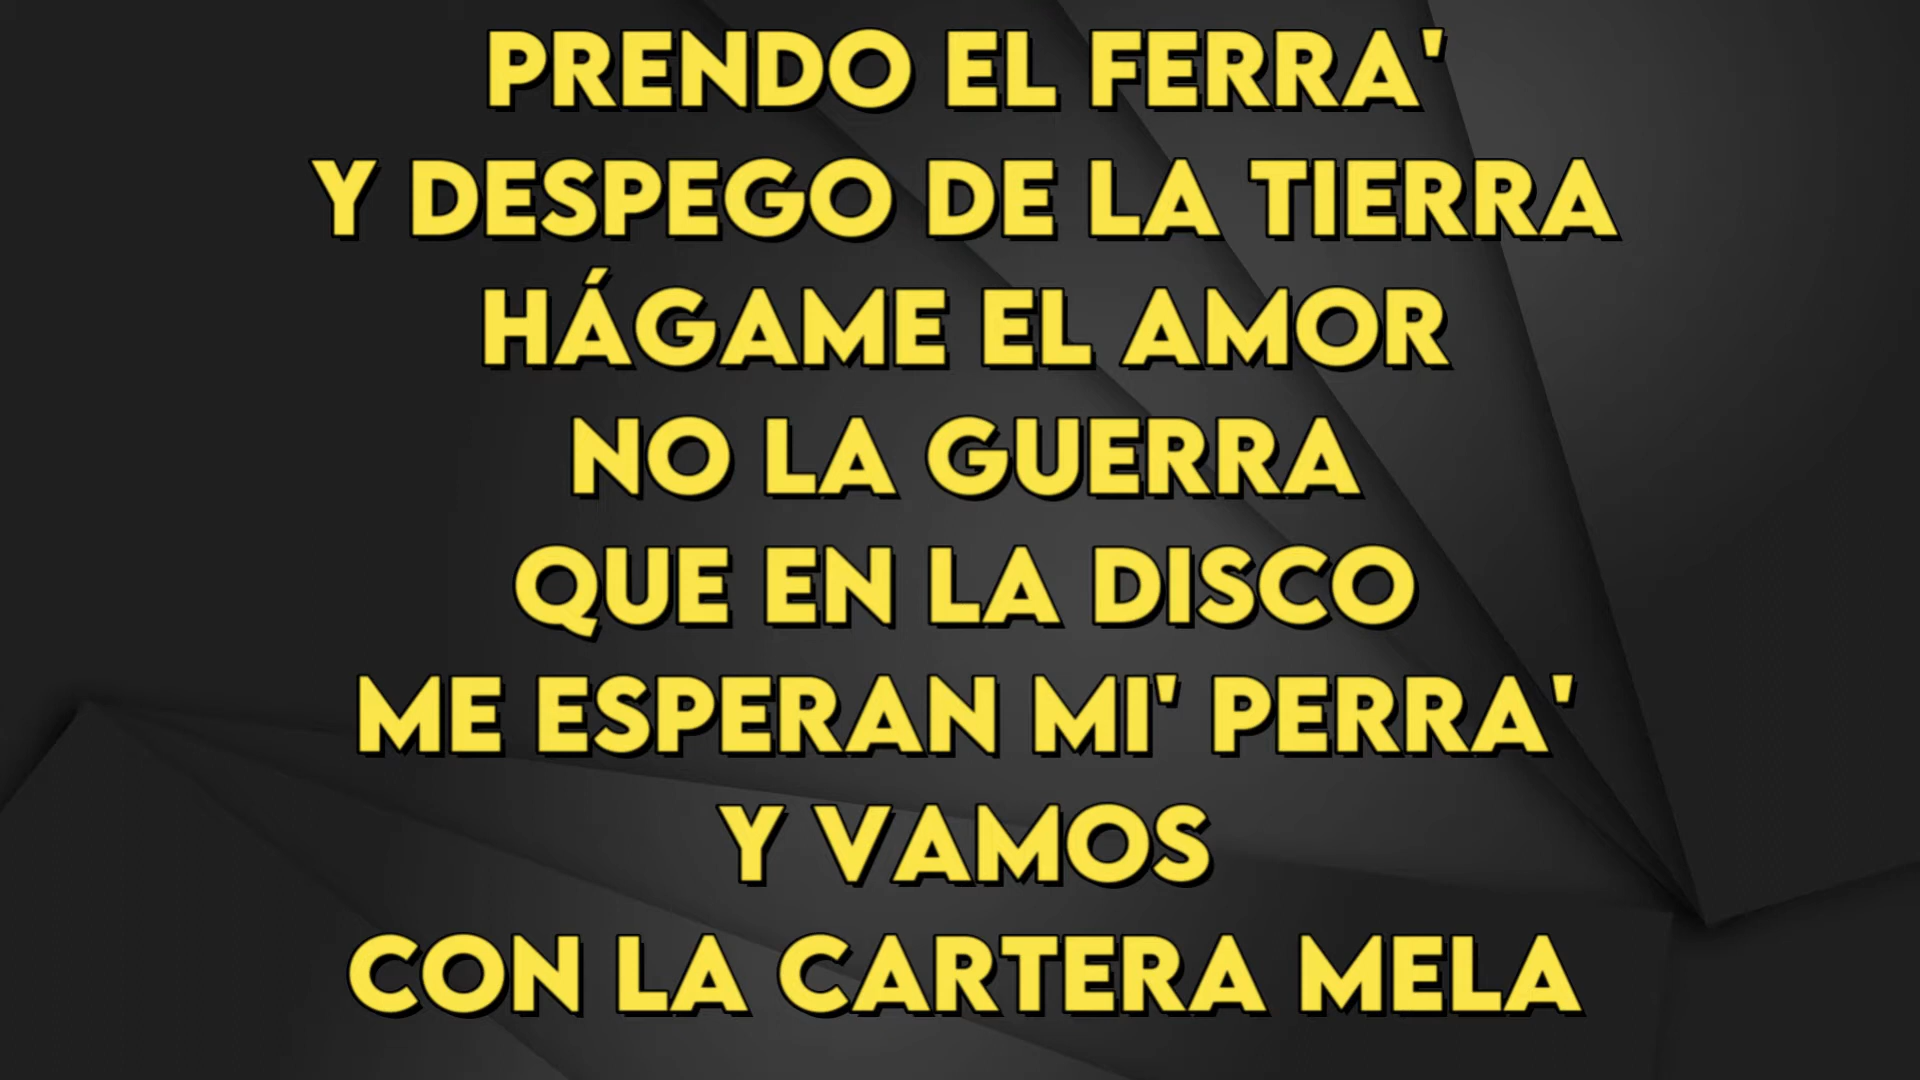 PRENDO EL FERRA'
Y DESPEGO DE LA TIERRA
HÁGAME EL AMOR
NO LA GUERRA
QUE EN LA DISCO
ME ESPERAN MI' PERRA'
Y VAMOS
CON LA CARTERA MELA